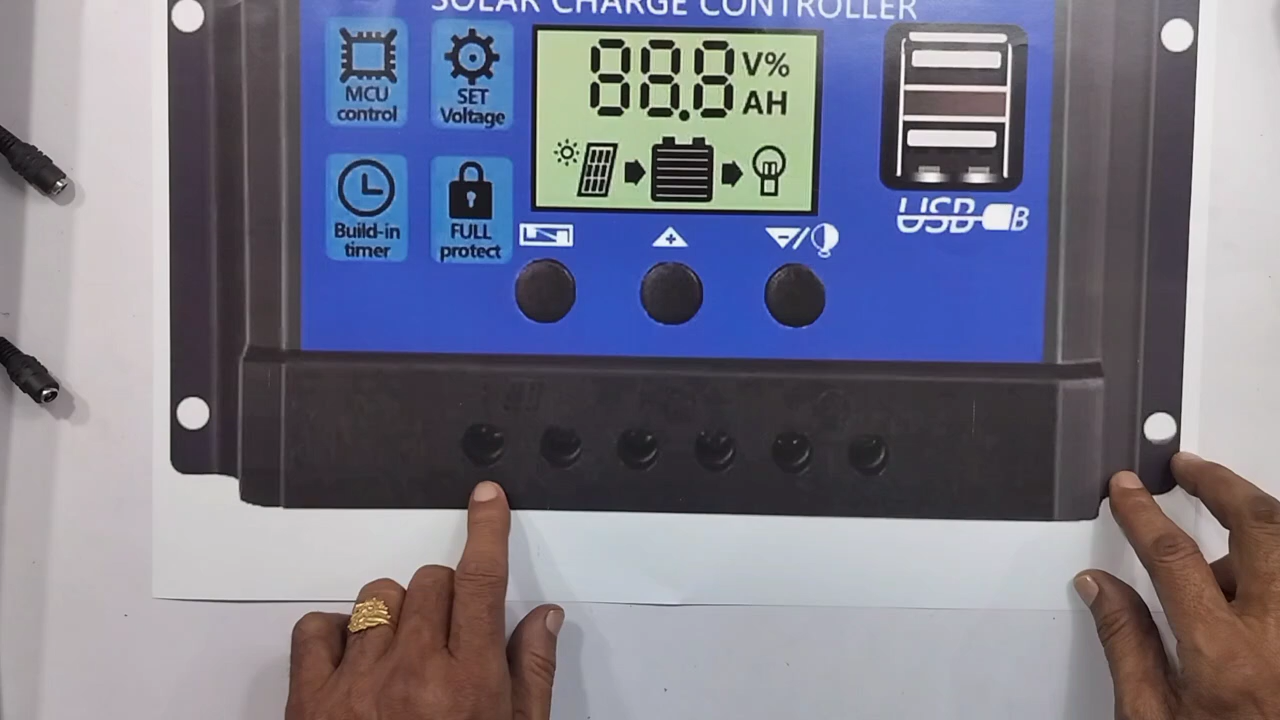 SOLAR CHARGE CONTROLLER
MCU
control
SET
Voltage
88.8 V%
AH
Build-in
timer
FULL
protect
USB